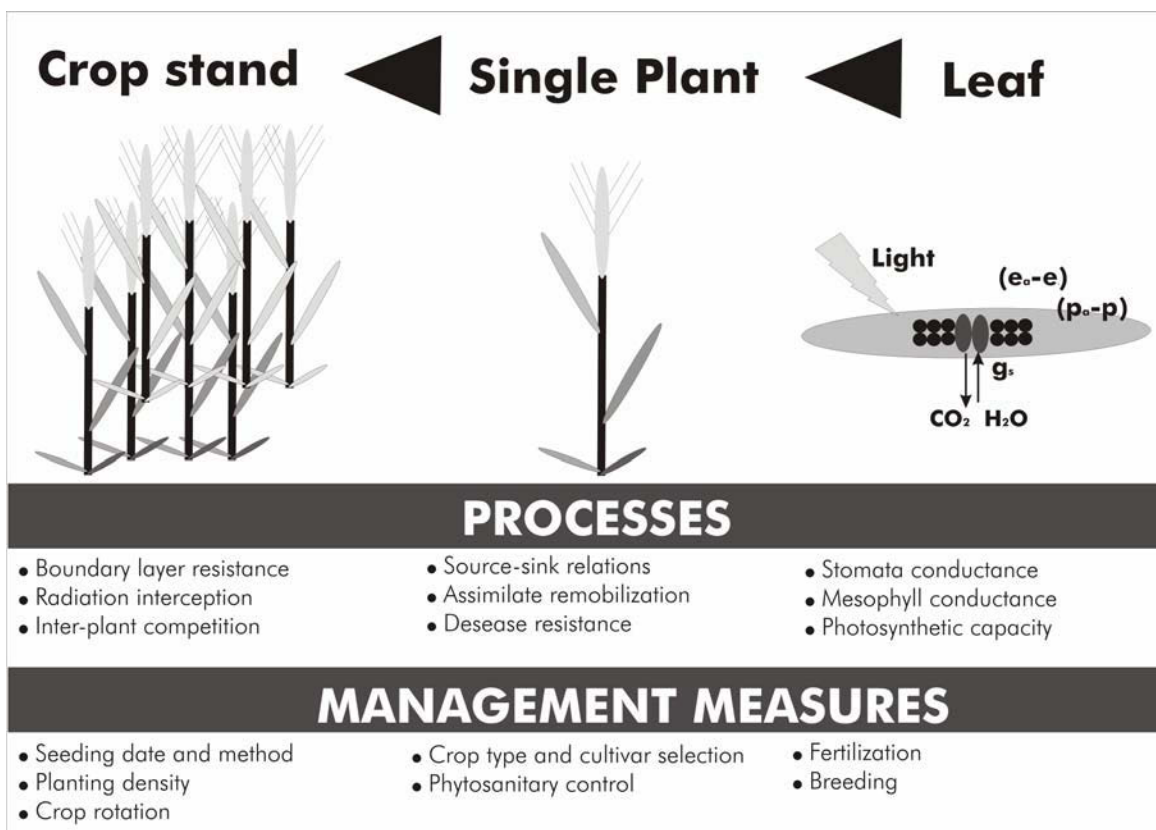 Crop stand
Single Plant
Leaf
Light
(eₐ-e)
(pₐ-p)
gₛ
CO₂ H₂O
PROCESSES
• Boundary layer resistance
• Radiation interception
• Inter-plant competition
• Source-sink relations
• Assimilate remobilization
• Desease resistance
• Stomata conductance
• Mesophyll conductance
• Photosynthetic capacity
MANAGEMENT MEASURES
• Seeding date and method
• Planting density
• Crop rotation
• Crop type and cultivar selection
• Phytosanitary control
• Fertilization
• Breeding